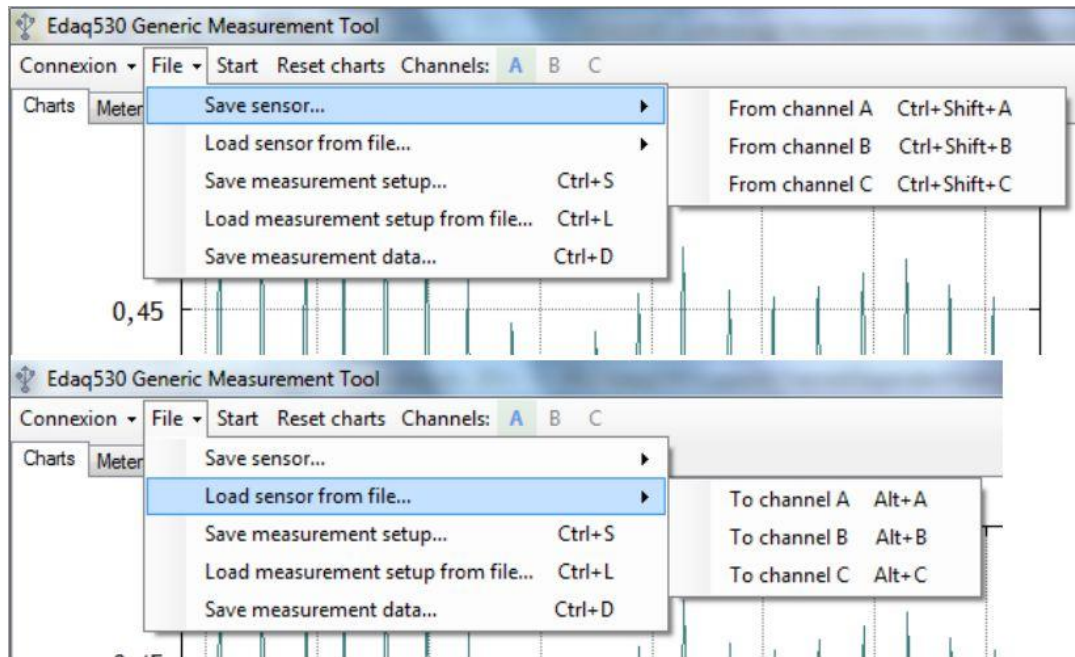 Edaq530 Generic Measurement Tool
Connexion File Start Reset charts Channels: A B C
Charts Meter Save sensor... From channel A Ctrl+Shift+A
Load sensor from file... From channel B Ctrl+Shift+B
Save measurement setup... Ctrl+S From channel C Ctrl+Shift+C
Load measurement setup from file... Ctrl+L
Save measurement data... Ctrl+D
0,45
Edaq530 Generic Measurement Tool
Connexion File Start Reset charts Channels: A B C
Charts Meter Save sensor...
Load sensor from file... To channel A Alt+A
Save measurement setup... Ctrl+S To channel B Alt+B
Load measurement setup from file... Ctrl+L To channel C Alt+C
Save measurement data... Ctrl+D